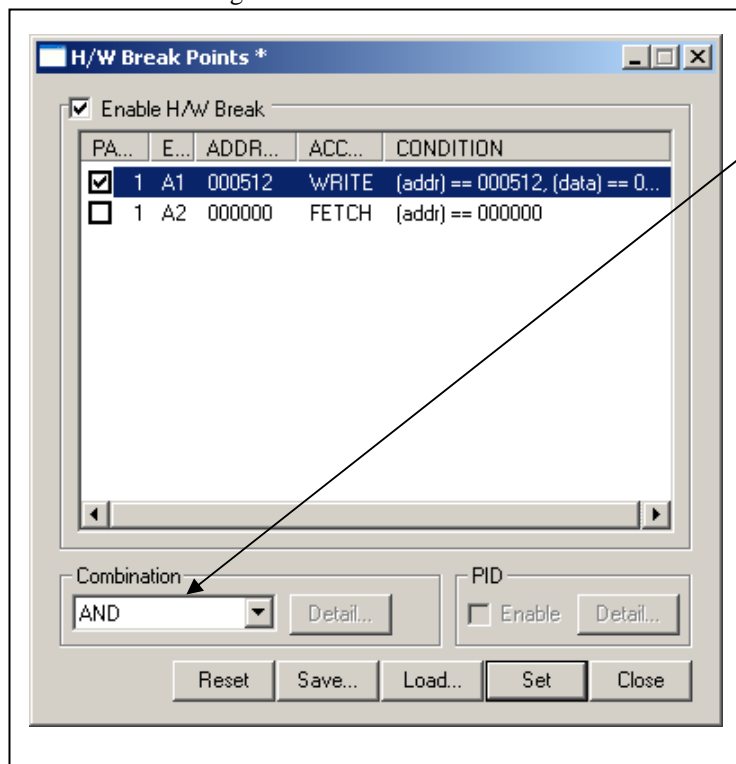 H/W Break Points *
Enable H/W Break
PA... E... ADDR... ACC... CONDITION
1 A1 000512 WRITE (addr) == 000512, (data) == 0...
1 A2 000000 FETCH (addr) == 000000
Combination PID
AND Detail... Enable Detail...
Reset Save... Load... Set Close